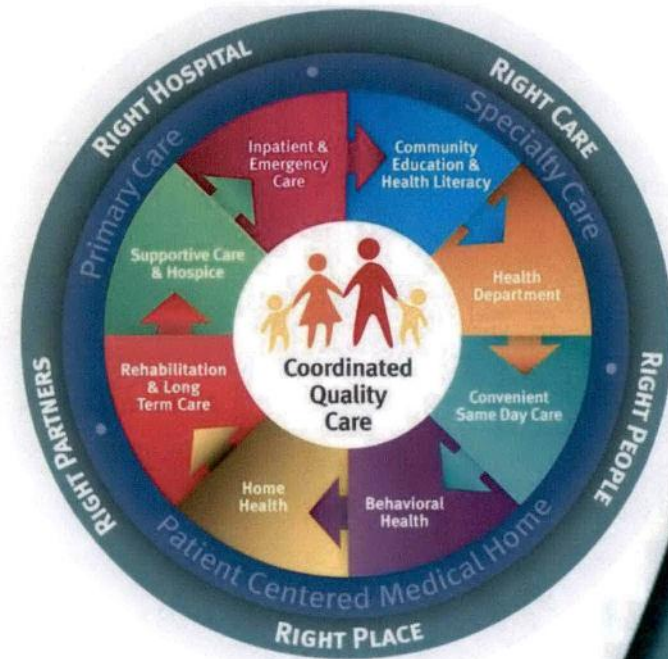 RIGHT HOSPITAL
RIGHT CARE
RIGHT PEOPLE
RIGHT PLACE
RIGHT PARTNERS
Primary Care
Specialty Care
Patient Centered Medical Home
Inpatient &
Emergency
Care
Community
Education &
Health Literacy
Health
Department
Convenient
Same Day Care
Behavioral
Health
Home
Health
Rehabilitation
& Long
Term Care
Supportive Care
& Hospice
Coordinated
Quality
Care